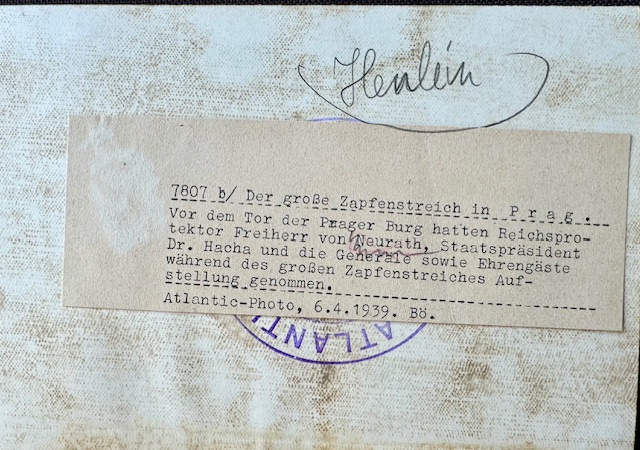 Henlein
7807 b/ Der große Zapfenstreich in P r a g .
Vor dem Tor der Prager Burg hatten Reichspro-
tektor Freiherr von Neurath, Staatspräsident
Dr. Hacha und die Generale sowie Ehrengäste
während des großen Zapfenstreiches Auf-
stellung genommen.
Atlantic-Photo, 6.4.1939. Bö.
ATLANTI